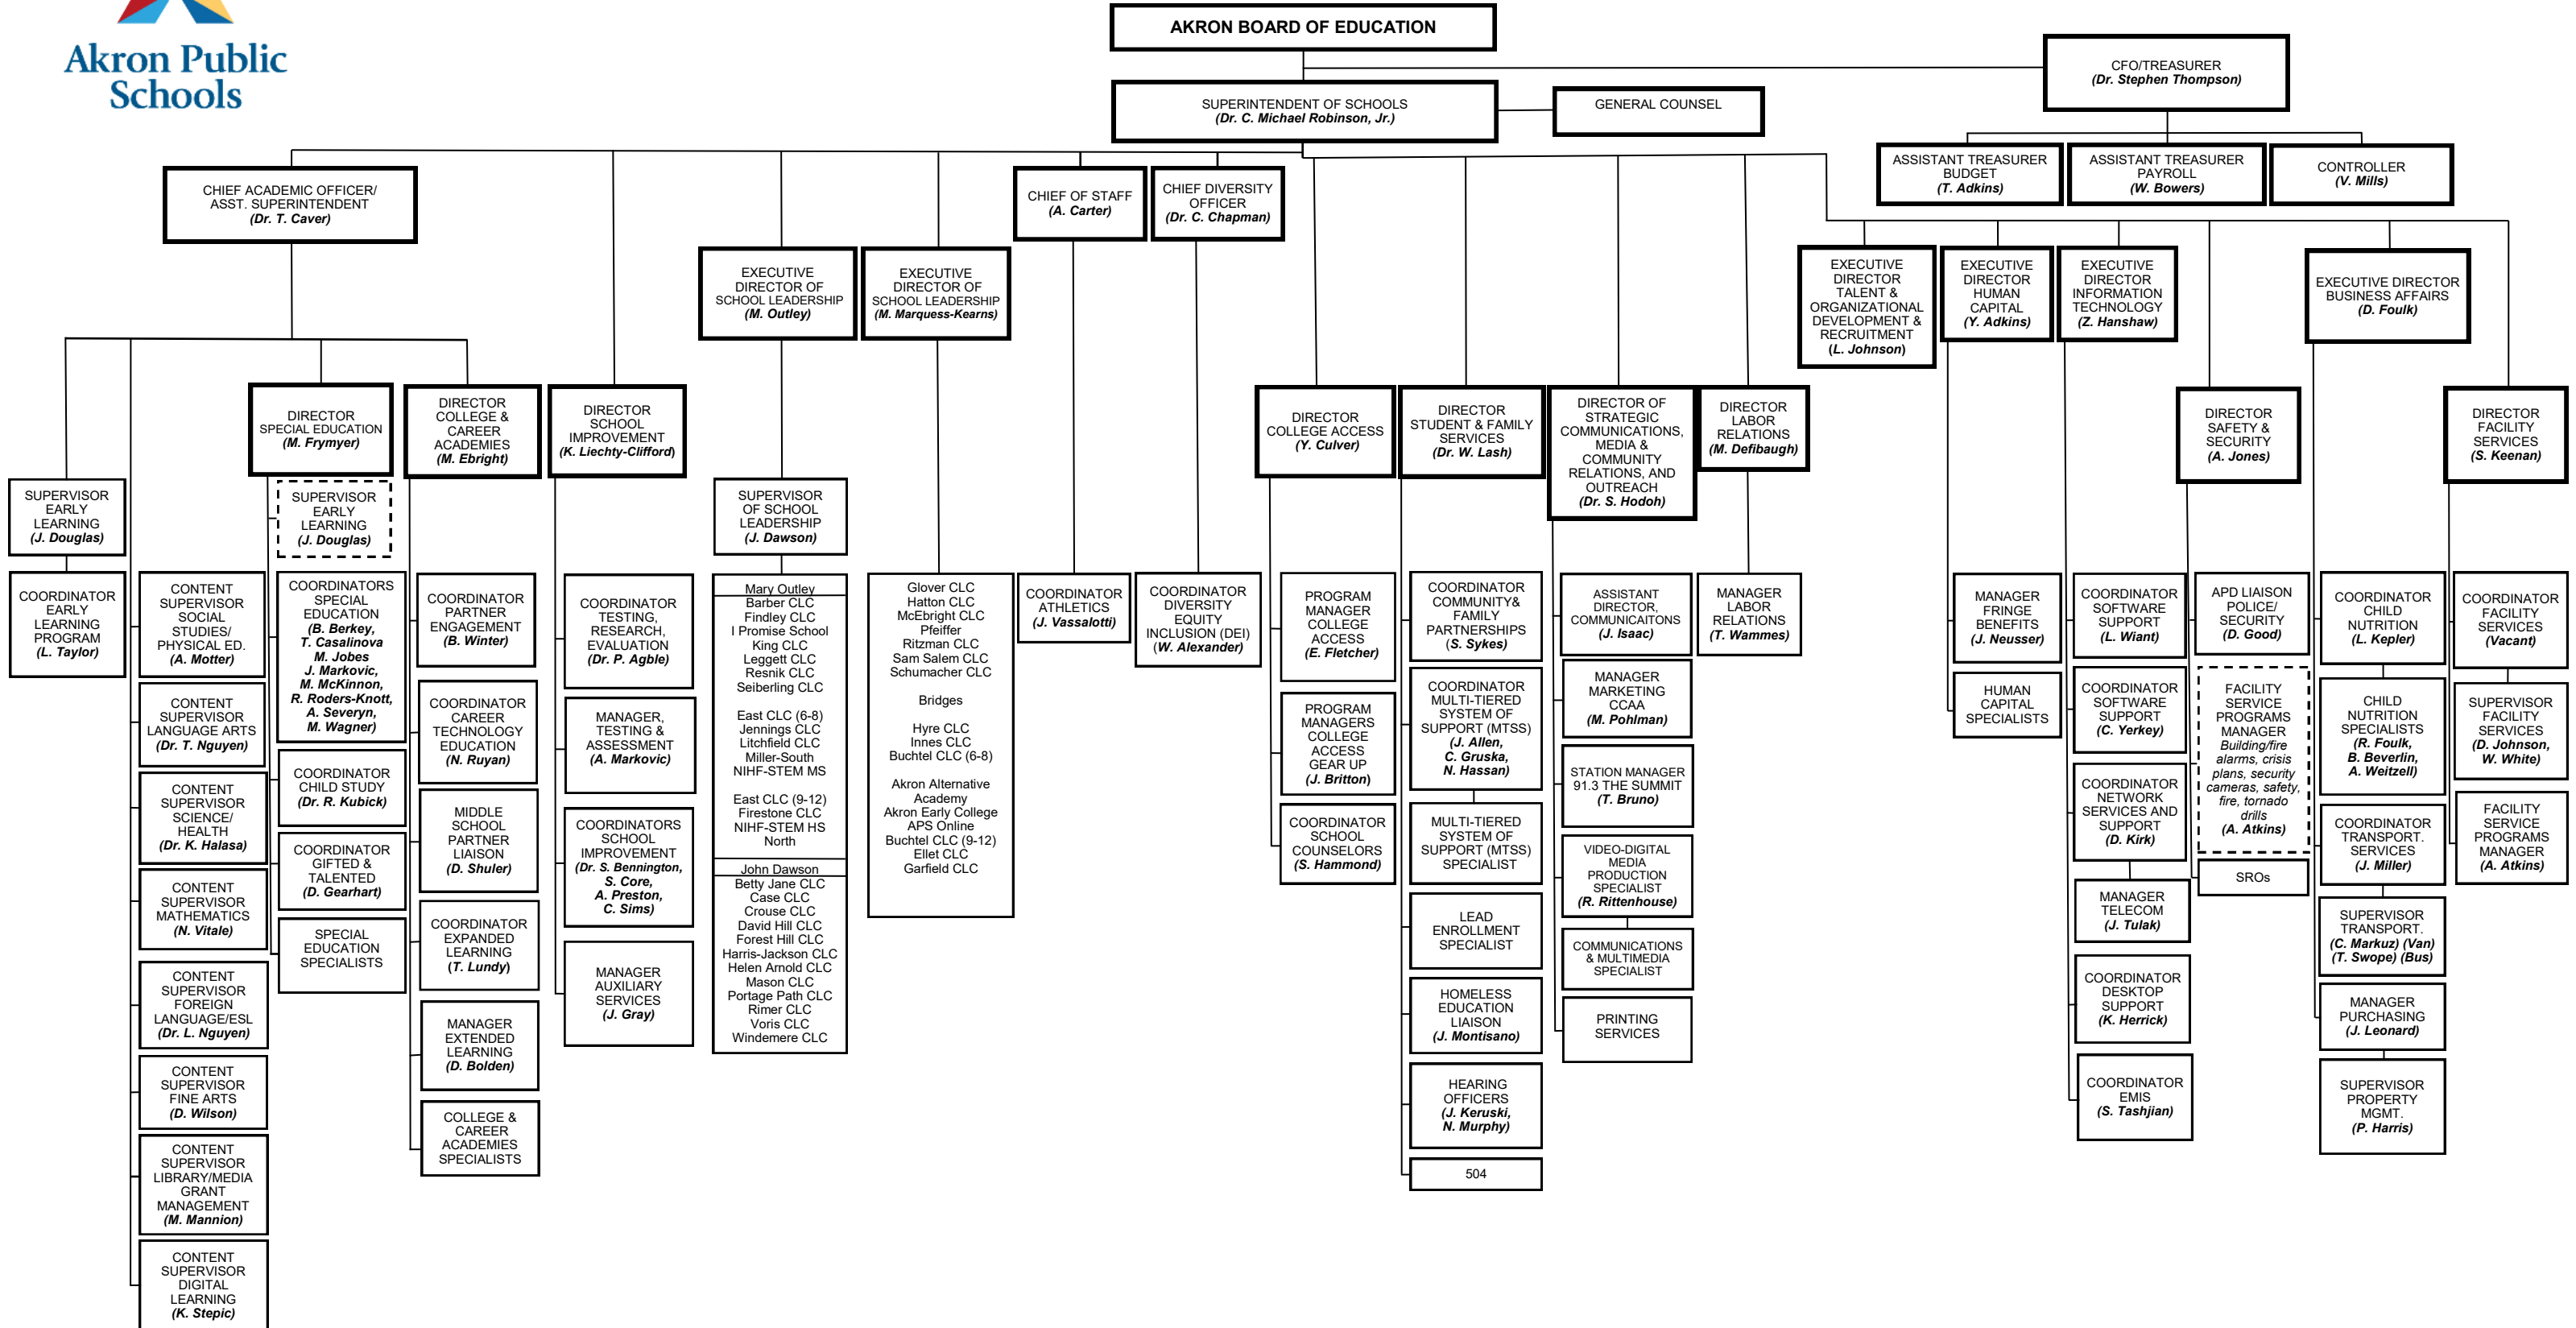 Akron Public
Schools
AKRON BOARD OF EDUCATION
CFO/TREASURER
(Dr. Stephen Thompson)
SUPERINTENDENT OF SCHOOLS
(Dr. C. Michael Robinson, Jr.)
GENERAL COUNSEL
ASSISTANT TREASURER
BUDGET
(T. Adkins)
ASSISTANT TREASURER
PAYROLL
(W. Bowers)
CONTROLLER
(V. Mills)
CHIEF ACADEMIC OFFICER/
ASST. SUPERINTENDENT
(Dr. T. Caver)
CHIEF OF STAFF
(A. Carter)
CHIEF DIVERSITY
OFFICER
(Dr. C. Chapman)
EXECUTIVE
DIRECTOR OF
SCHOOL LEADERSHIP
(M. Outley)
EXECUTIVE
DIRECTOR OF
SCHOOL LEADERSHIP
(M. Marquess-Kearns)
EXECUTIVE
DIRECTOR
TALENT &
ORGANIZATIONAL
DEVELOPMENT &
RECRUITMENT
(L. Johnson)
EXECUTIVE
DIRECTOR
HUMAN
CAPITAL
(Y. Adkins)
EXECUTIVE
DIRECTOR
INFORMATION
TECHNOLOGY
(Z. Hanshaw)
EXECUTIVE DIRECTOR
BUSINESS AFFAIRS
(D. Foulk)
DIRECTOR
SPECIAL EDUCATION
(M. Frymyer)
DIRECTOR
COLLEGE &
CAREER
ACADEMIES
(M. Ebright)
DIRECTOR
SCHOOL
IMPROVEMENT
(K. Liechty-Clifford)
DIRECTOR
COLLEGE ACCESS
(Y. Culver)
DIRECTOR
STUDENT & FAMILY
SERVICES
(Dr. W. Lash)
DIRECTOR OF
STRATEGIC
COMMUNICATIONS,
MEDIA &
COMMUNITY
RELATIONS, AND
OUTREACH
(Dr. S. Hodoh)
DIRECTOR
LABOR
RELATIONS
(M. Defibaugh)
DIRECTOR
SAFETY &
SECURITY
(A. Jones)
DIRECTOR
FACILITY
SERVICES
(S. Keenan)
SUPERVISOR
EARLY
LEARNING
(J. Douglas)
SUPERVISOR
EARLY
LEARNING
(J. Douglas)
SUPERVISOR
OF SCHOOL
LEADERSHIP
(J. Dawson)
COORDINATOR
EARLY
LEARNING
PROGRAM
(L. Taylor)
CONTENT
SUPERVISOR
SOCIAL
STUDIES/
PHYSICAL ED.
(A. Motter)
CONTENT
SUPERVISOR
LANGUAGE ARTS
(Dr. T. Nguyen)
CONTENT
SUPERVISOR
SCIENCE/
HEALTH
(Dr. K. Halasa)
CONTENT
SUPERVISOR
MATHEMATICS
(N. Vitale)
CONTENT
SUPERVISOR
FOREIGN
LANGUAGE/ESL
(Dr. L. Nguyen)
CONTENT
SUPERVISOR
FINE ARTS
(D. Wilson)
CONTENT
SUPERVISOR
LIBRARY/MEDIA
GRANT
MANAGEMENT
(M. Mannion)
CONTENT
SUPERVISOR
DIGITAL
LEARNING
(K. Stepic)
COORDINATORS
SPECIAL
EDUCATION
(B. Berkey,
T. Casalinova
M. Jobes
J. Markovic,
M. McKinnon,
R. Roders-Knott,
A. Severyn,
M. Wagner)
COORDINATOR
CHILD STUDY
(Dr. R. Kubick)
COORDINATOR
GIFTED &
TALENTED
(D. Gearhart)
SPECIAL
EDUCATION
SPECIALISTS
COORDINATOR
PARTNER
ENGAGEMENT
(B. Winter)
COORDINATOR
CAREER
TECHNOLOGY
EDUCATION
(N. Ruyan)
MIDDLE
SCHOOL
PARTNER
LIAISON
(D. Shuler)
COORDINATOR
EXPANDED
LEARNING
(T. Lundy)
MANAGER
EXTENDED
LEARNING
(D. Bolden)
COLLEGE &
CAREER
ACADEMIES
SPECIALISTS
COORDINATOR
TESTING,
RESEARCH,
EVALUATION
(Dr. P. Agble)
MANAGER,
TESTING &
ASSESSMENT
(A. Markovic)
COORDINATORS
SCHOOL
IMPROVEMENT
(Dr. S. Bennington,
S. Core,
A. Preston,
C. Sims)
MANAGER
AUXILIARY
SERVICES
(J. Gray)
Mary Outley
Barber CLC
Findley CLC
I Promise School
King CLC
Leggett CLC
Resnik CLC
Seiberling CLC
East CLC (6-8)
Jennings CLC
Litchfield CLC
Miller-South
NIHF-STEM MS
East CLC (9-12)
Firestone CLC
NIHF-STEM HS
North
John Dawson
Betty Jane CLC
Case CLC
Crouse CLC
David Hill CLC
Forest Hill CLC
Harris-Jackson CLC
Helen Arnold CLC
Mason CLC
Portage Path CLC
Rimer CLC
Voris CLC
Windemere CLC
Glover CLC
Hatton CLC
McEbright CLC
Pfeiffer
Ritzman CLC
Sam Salem CLC
Schumacher CLC
Bridges
Hyre CLC
Innes CLC
Buchtel CLC (6-8)
Akron Alternative
Academy
Akron Early College
APS Online
Buchtel CLC (9-12)
Ellet CLC
Garfield CLC
COORDINATOR
ATHLETICS
(J. Vassalotti)
COORDINATOR
DIVERSITY
EQUITY
INCLUSION (DEI)
(W. Alexander)
PROGRAM
MANAGER
COLLEGE
ACCESS
(E. Fletcher)
PROGRAM
MANAGERS
COLLEGE
ACCESS
GEAR UP
(J. Britton)
COORDINATOR
SCHOOL
COUNSELORS
(S. Hammond)
COORDINATOR
COMMUNITY&
FAMILY
PARTNERSHIPS
(S. Sykes)
COORDINATOR
MULTI-TIERED
SYSTEM OF
SUPPORT (MTSS)
(J. Allen,
C. Gruska,
N. Hassan)
MULTI-TIERED
SYSTEM OF
SUPPORT (MTSS)
SPECIALIST
LEAD
ENROLLMENT
SPECIALIST
HOMELESS
EDUCATION
LIAISON
(J. Montisano)
HEARING
OFFICERS
(J. Keruski,
N. Murphy)
504
ASSISTANT
DIRECTOR,
COMMUNICAITONS
(J. Isaac)
MANAGER
MARKETING
CCAA
(M. Pohlman)
STATION MANAGER
91.3 THE SUMMIT
(T. Bruno)
VIDEO-DIGITAL
MEDIA
PRODUCTION
SPECIALIST
(R. Rittenhouse)
COMMUNICATIONS
& MULTIMEDIA
SPECIALIST
PRINTING
SERVICES
MANAGER
LABOR
RELATIONS
(T. Wammes)
MANAGER
FRINGE
BENEFITS
(J. Neusser)
HUMAN
CAPITAL
SPECIALISTS
COORDINATOR
SOFTWARE
SUPPORT
(L. Wiant)
COORDINATOR
SOFTWARE
SUPPORT
(C. Yerkey)
COORDINATOR
NETWORK
SERVICES AND
SUPPORT
(D. Kirk)
MANAGER
TELECOM
(J. Tulak)
COORDINATOR
DESKTOP
SUPPORT
(K. Herrick)
COORDINATOR
EMIS
(S. Tashjian)
APD LIAISON
POLICE/
SECURITY
(D. Good)
FACILITY
SERVICE
PROGRAMS
MANAGER
Building/fire
alarms, crisis
plans, security
cameras, safety,
fire, tornado
drills
(A. Atkins)
SROs
COORDINATOR
CHILD
NUTRITION
(L. Kepler)
CHILD
NUTRITION
SPECIALISTS
(R. Foulk,
B. Beverlin,
A. Weitzell)
COORDINATOR
TRANSPORT.
SERVICES
(J. Miller)
SUPERVISOR
TRANSPORT.
(C. Markuz) (Van)
(T. Swope) (Bus)
MANAGER
PURCHASING
(J. Leonard)
SUPERVISOR
PROPERTY
MGMT.
(P. Harris)
COORDINATOR
FACILITY
SERVICES
(Vacant)
SUPERVISOR
FACILITY
SERVICES
(D. Johnson,
W. White)
FACILITY
SERVICE
PROGRAMS
MANAGER
(A. Atkins)